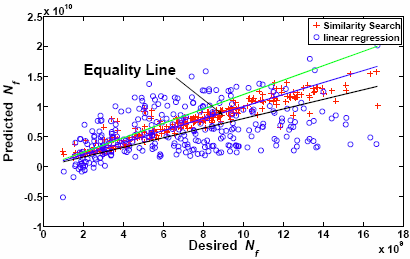 x 10^10
2.5
2
1.5
1
0.5
0
-0.5
-1
Predicted N_f
Similarity Search
linear regression
Equality Line
0 2 4 6 8 10 12 14 16 18
Desired N_f
x 10^9